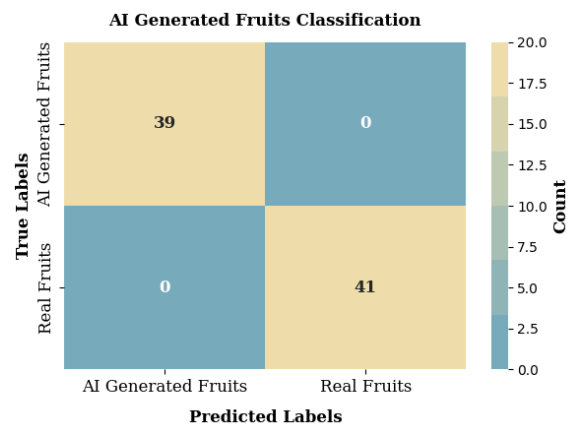 AI Generated Fruits Classification
True Labels
AI Generated Fruits
Real Fruits
39
0
0
41
AI Generated Fruits
Real Fruits
Predicted Labels
20.0
17.5
15.0
12.5
10.0
7.5
5.0
2.5
0.0
Count